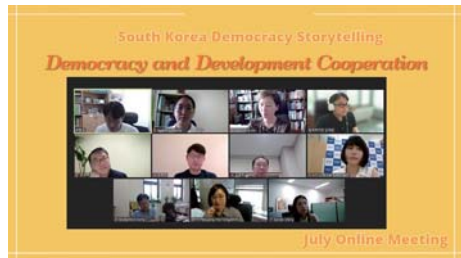 South Korea Democracy Storytelling
Democracy and Development Cooperation
July Online Meeting